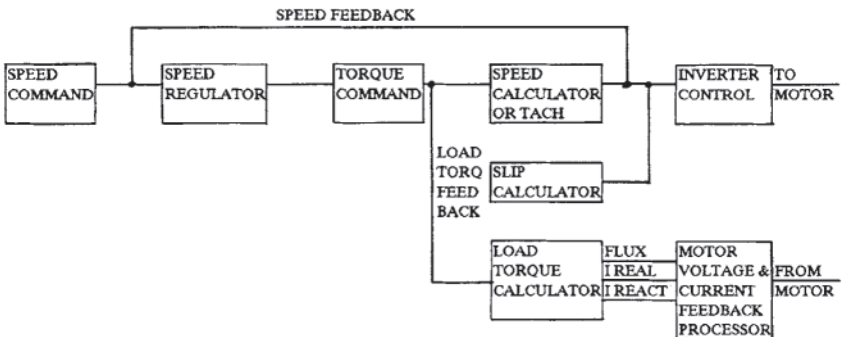 SPEED FEEDBACK
SPEED
COMMAND
SPEED
REGULATOR
TORQUE
COMMAND
SPEED
CALCULATOR
OR TACH
INVERTER
CONTROL
TO
MOTOR
LOAD
TORQ
FEED
BACK
SLIP
CALCULATOR
LOAD
TORQUE
CALCULATOR
FLUX
I REAL
I REACT
MOTOR
VOLTAGE &
CURRENT
FEEDBACK
PROCESSOR
FROM
MOTOR